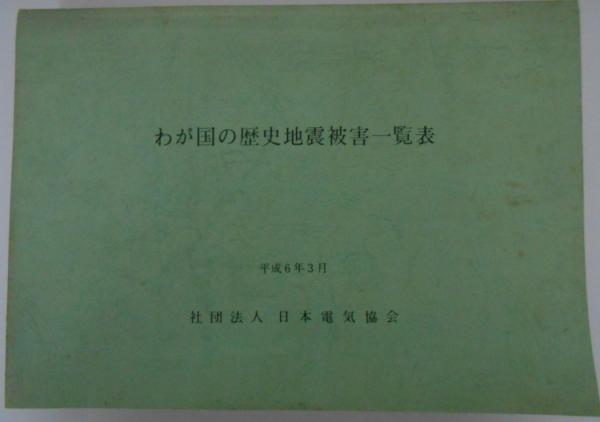 わが国の歴史地震被害一覧表
平成6年3月
社団法人 日本電気協会